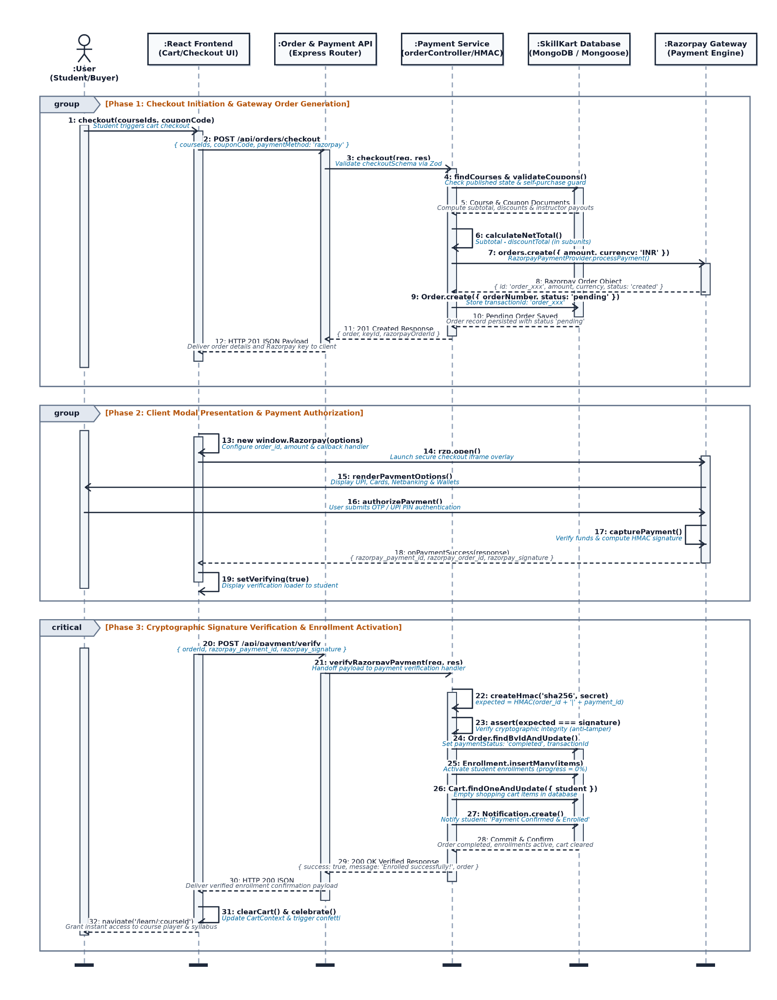 :User
(Student/Buyer)
:React Frontend
(Cart/Checkout UI)
:Order & Payment API
(Express Router)
:Payment Service
(orderController/HMAC)
:SkillKart Database
(MongoDB / Mongoose)
:Razorpay Gateway
(Payment Engine)
group
[Phase 1: Checkout Initiation & Gateway Order Generation]
1: checkout(courseIds, couponCode)
Student triggers cart checkout
2: POST /api/orders/checkout
{ courseIds, couponCode, paymentMethod: 'razorpay' }
3: checkout(req, res)
Validate checkoutSchema via Zod
4: findCourses & validateCoupons()
Check published state & self-purchase guard
5: Course & Coupon Documents
Compute subtotal, discounts & instructor payouts
6: calculateNetTotal()
Subtotal - discountTotal (in subunits)
7: orders.create({ amount, currency: 'INR' })
RazorpayPaymentProvider.processPayment()
8: Razorpay Order Object
{ id: 'order_xxx', amount, currency, status: 'created' }
9: Order.create({ orderNumber, status: 'pending' })
Store transactionId: 'order_xxx'
10: Pending Order Saved
Order record persisted with status 'pending'
11: 201 Created Response
{ order, keyId, razorpayOrderId }
12: HTTP 201 JSON Payload
Deliver order details and Razorpay key to client
group
[Phase 2: Client Modal Presentation & Payment Authorization]
13: new window.Razorpay(options)
Configure order_id, amount & callback handler
14: rzp.open()
Launch secure checkout iframe overlay
15: renderPaymentOptions()
Display UPI, Cards, Netbanking & Wallets
16: authorizePayment()
User submits OTP / UPI PIN authentication
17: capturePayment()
Verify funds & compute HMAC signature
18: onPaymentSuccess(response)
{ razorpay_payment_id, razorpay_order_id, razorpay_signature }
19: setVerifying(true)
Display verification loader to student
critical
[Phase 3: Cryptographic Signature Verification & Enrollment Activation]
20: POST /api/payment/verify
{ orderId, razorpay_payment_id, razorpay_signature }
21: verifyRazorpayPayment(req, res)
Handoff payload to payment verification handler
22: createHmac('sha256', secret)
expected = HMAC(order_id + '|' + payment_id)
23: assert(expected === signature)
Verify cryptographic integrity (anti-tamper)
24: Order.findByIdAndUpdate()
Set paymentStatus: 'completed', transactionId
25: Enrollment.insertMany(items)
Activate student enrollments (progress = 0%)
26: Cart.findOneAndUpdate({ student })
Empty shopping cart items in database
27: Notification.create()
Notify student: 'Payment Confirmed & Enrolled'
28: Commit & Confirm
Order completed, enrollments active, cart cleared
29: 200 OK Verified Response
{ success: true, message: 'Enrolled successfully!', order }
30: HTTP 200 JSON
Deliver verified enrollment confirmation payload
31: clearCart() & celebrate()
Update CartContext & trigger confetti
32: navigate('/learn/:courseId')
Grant instant access to course player & syllabus